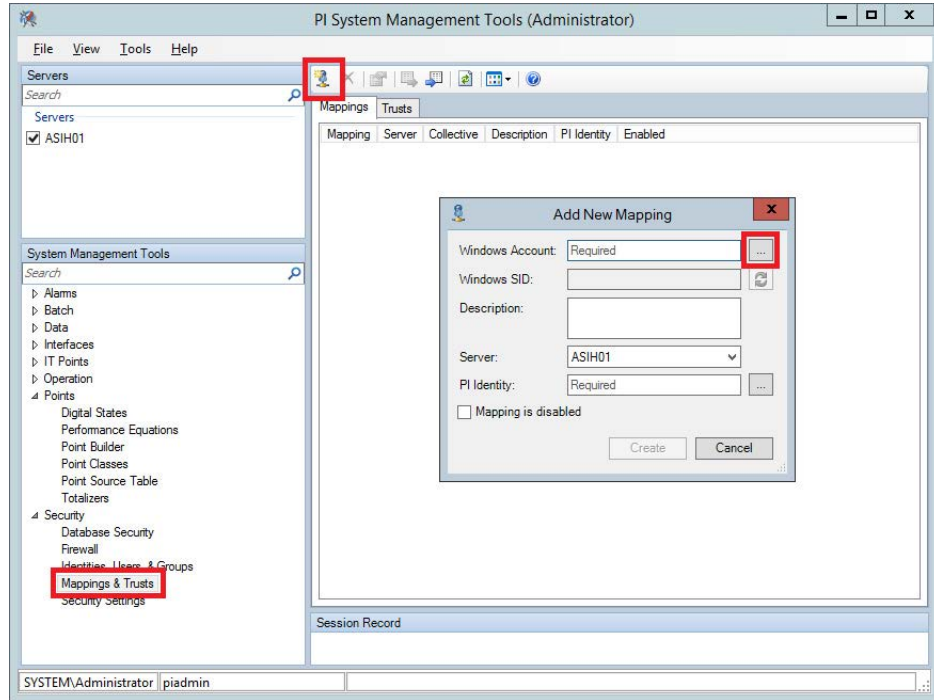 PI System Management Tools (Administrator)
File View Tools Help
Servers
Search
Servers
ASIH01
Mappings Trusts
Mapping Server Collective Description PI Identity Enabled
Add New Mapping
Windows Account: Required ...
Windows SID:
Description:
Server: ASIH01
PI Identity: Required ...
Mapping is disabled
Create Cancel
System Management Tools
Search
Alarms
Batch
Data
Interfaces
IT Points
Operation
Points
Digital States
Performance Equations
Point Builder
Point Classes
Point Source Table
Totalizers
Security
Database Security
Firewall
Identities, Users, & Groups
Mappings & Trusts
Security Settings
Session Record
SYSTEM\Administrator piadmin